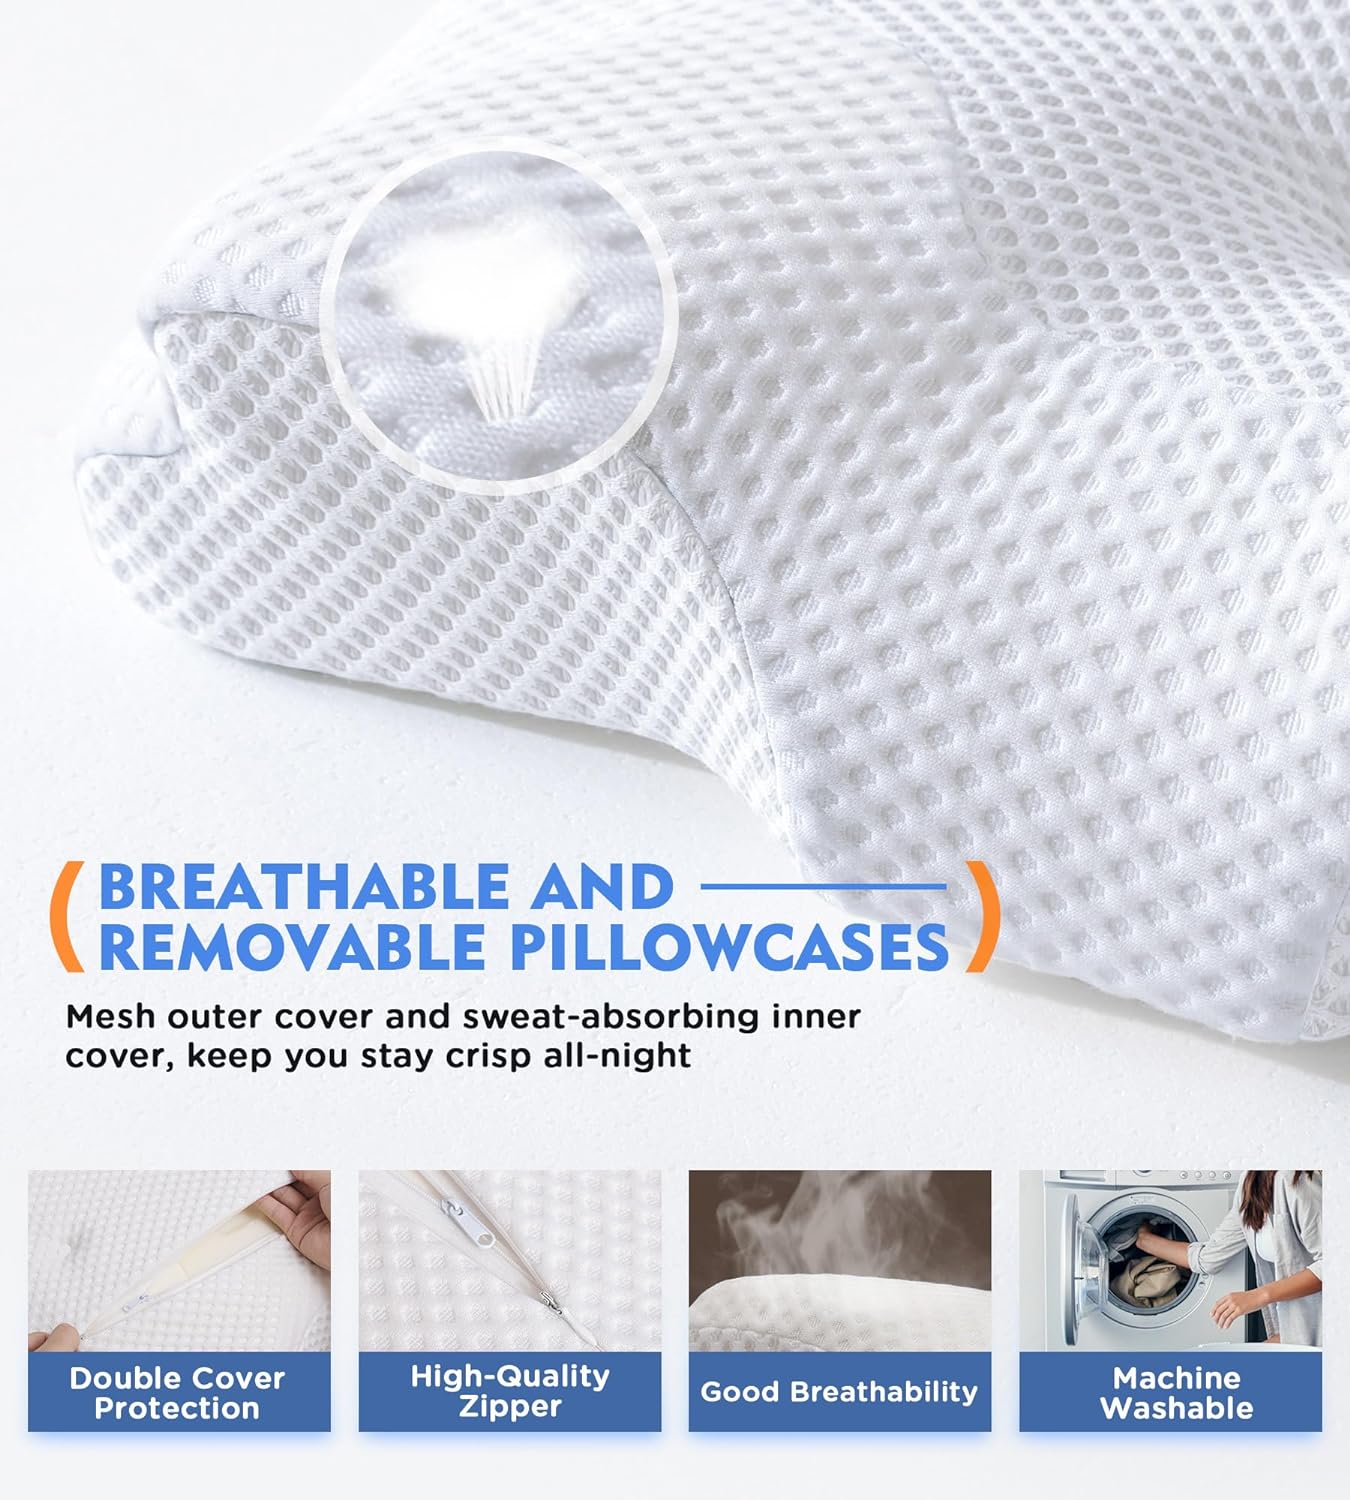 BREATHABLE AND
REMOVABLE PILLOWCASES
Mesh outer cover and sweat-absorbing inner
cover, keep you stay crisp all-night
Double Cover
Protection
High-Quality
Zipper
Good Breathability
Machine
Washable